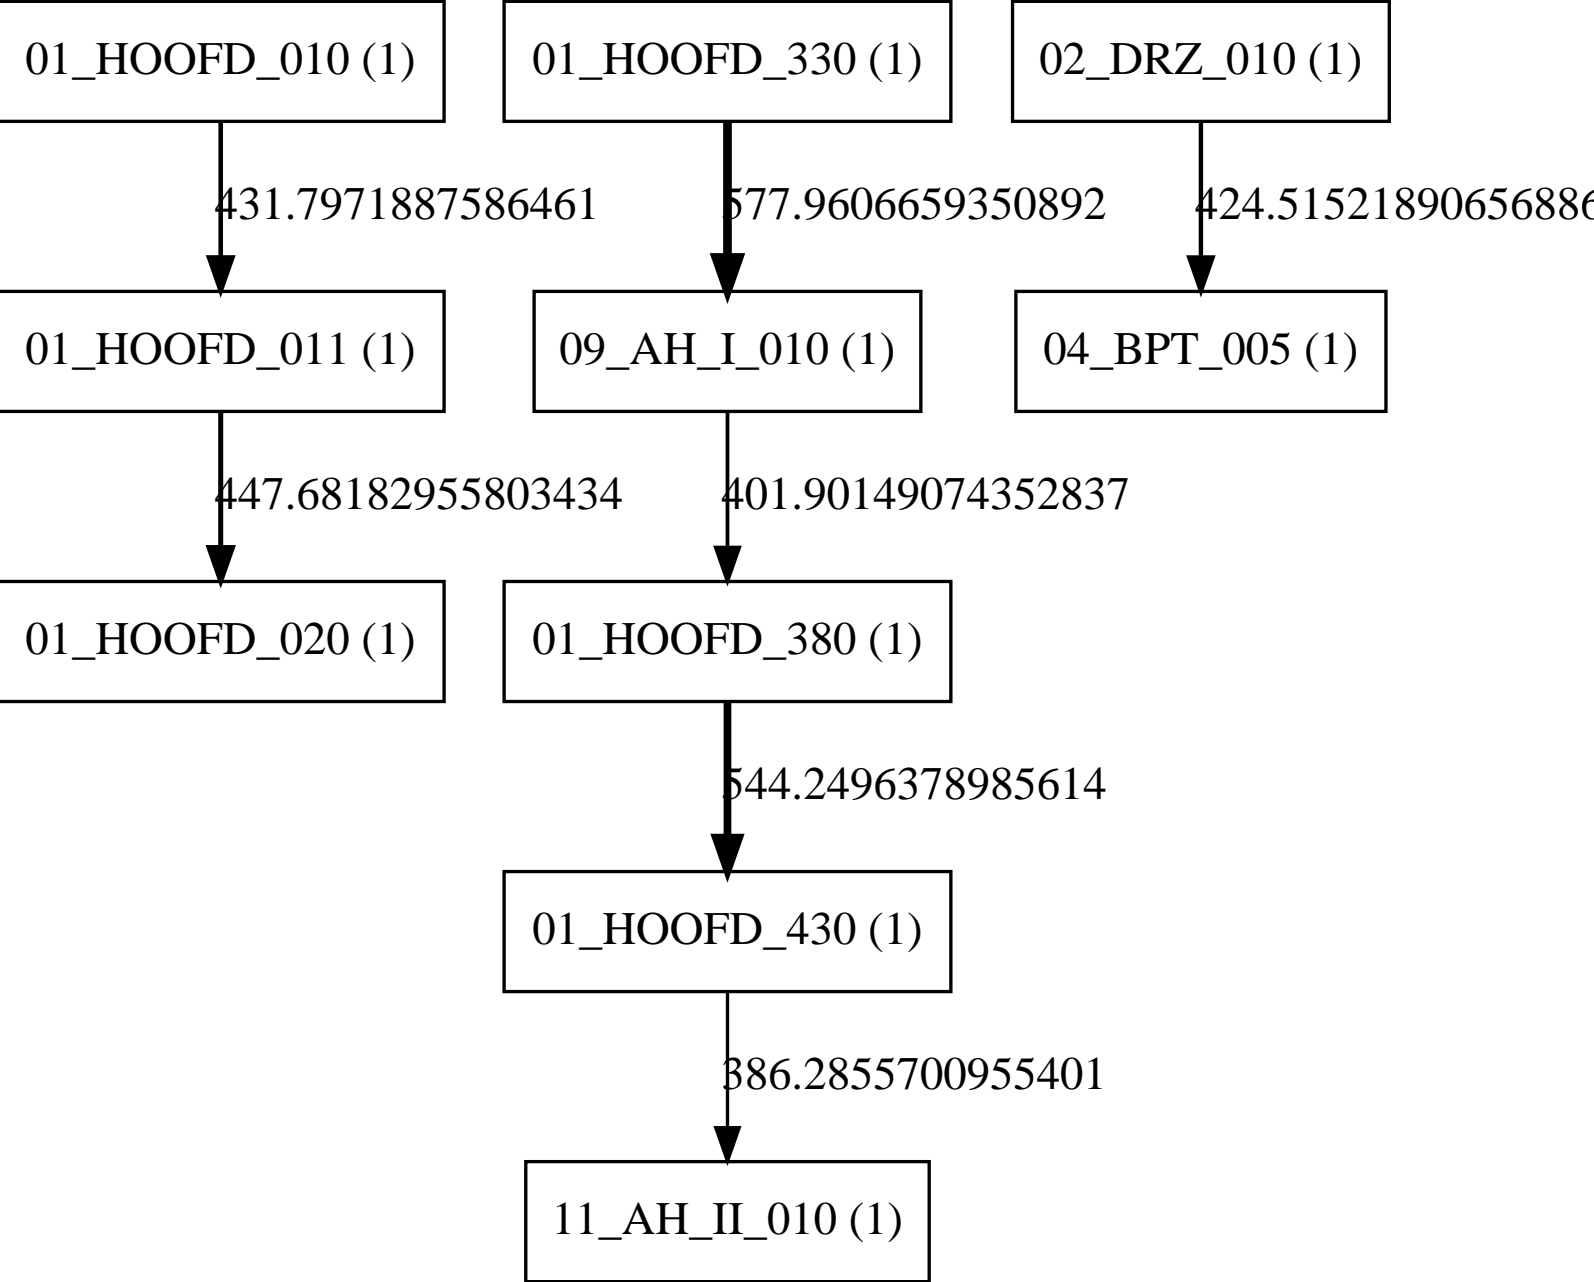 01_HOOFD_010 (1) 01_HOOFD_330 (1) 02_DRZ_010 (1)
431.7971887586461 577.9606659350892 424.51521890656886
01_HOOFD_011 (1) 09_AH_I_010 (1) 04_BPT_005 (1)
447.68182955803434 401.90149074352837
01_HOOFD_020 (1) 01_HOOFD_380 (1)
544.2496378985614
01_HOOFD_430 (1)
386.2855700955401
11_AH_II_010 (1)